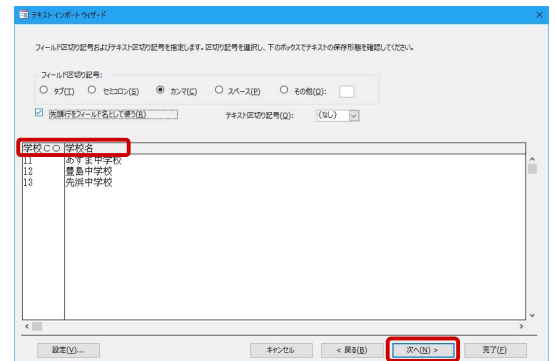 テキスト インポート ウィザード
フィールド区切り記号およびテキスト区切り記号を指定します。区切り記号を選択し、下のボックスでテキストの保存形態を確認してください。
フィールド区切り記号:
タブ(T) セミコロン(S) カンマ(C) スペース(P) その他(O):
先頭行をフィールド名として使う(R) テキスト区切り記号(Q): {なし}
学校CO 学校名
11 あずま中学校
12 豊島中学校
13 先浜中学校
設定(V)... キャンセル < 戻る(B) 次へ(N) > 完了(F)